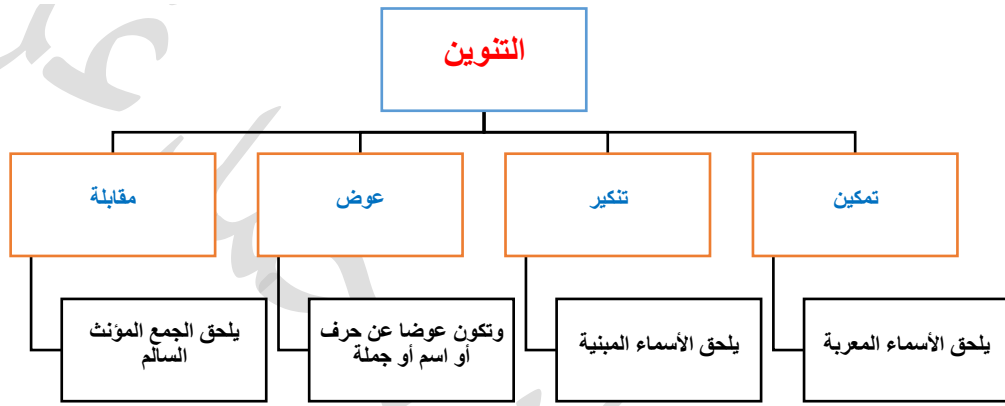 التنوين
تمكين
تنكير
عوض
مقابلة
يلحق الأسماء المعربة
يلحق الأسماء المبنية
وتكون عوضا عن حرف
أو اسم أو جملة
يلحق الجمع المؤنث
السالم